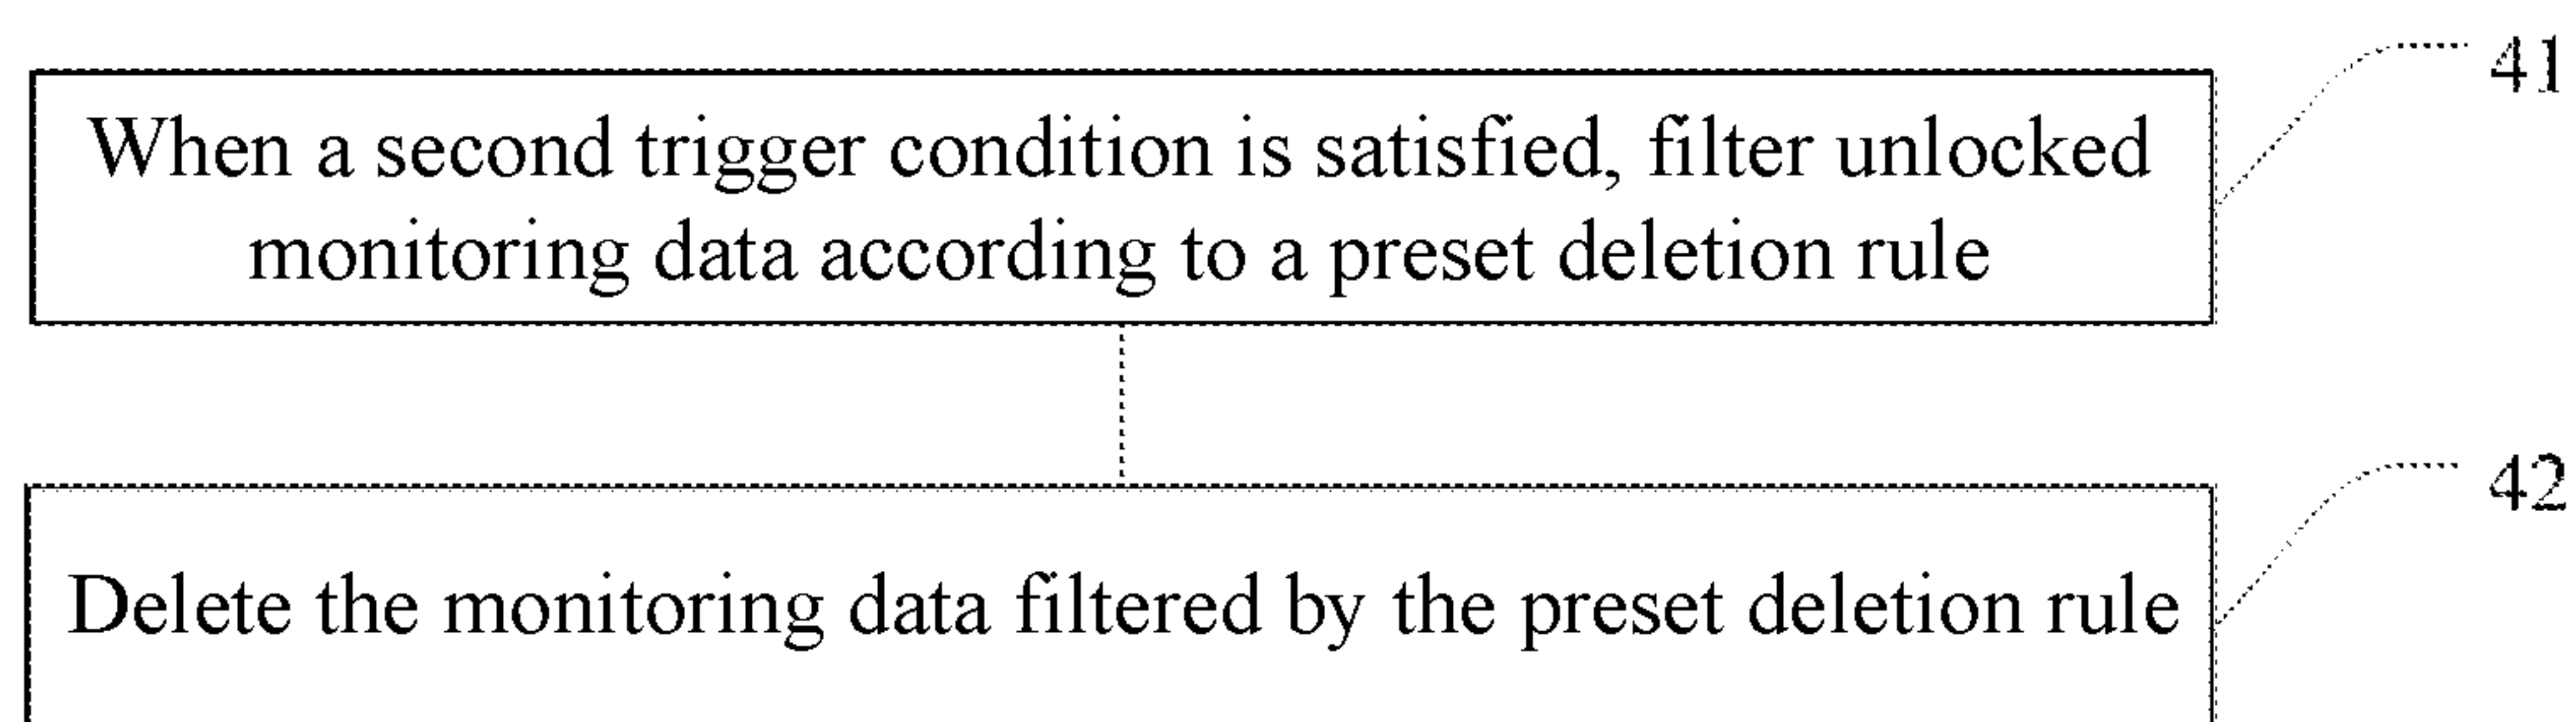 41
When a second trigger condition is satisfied, filter unlocked
monitoring data according to a preset deletion rule
42
Delete the monitoring data filtered by the preset deletion rule